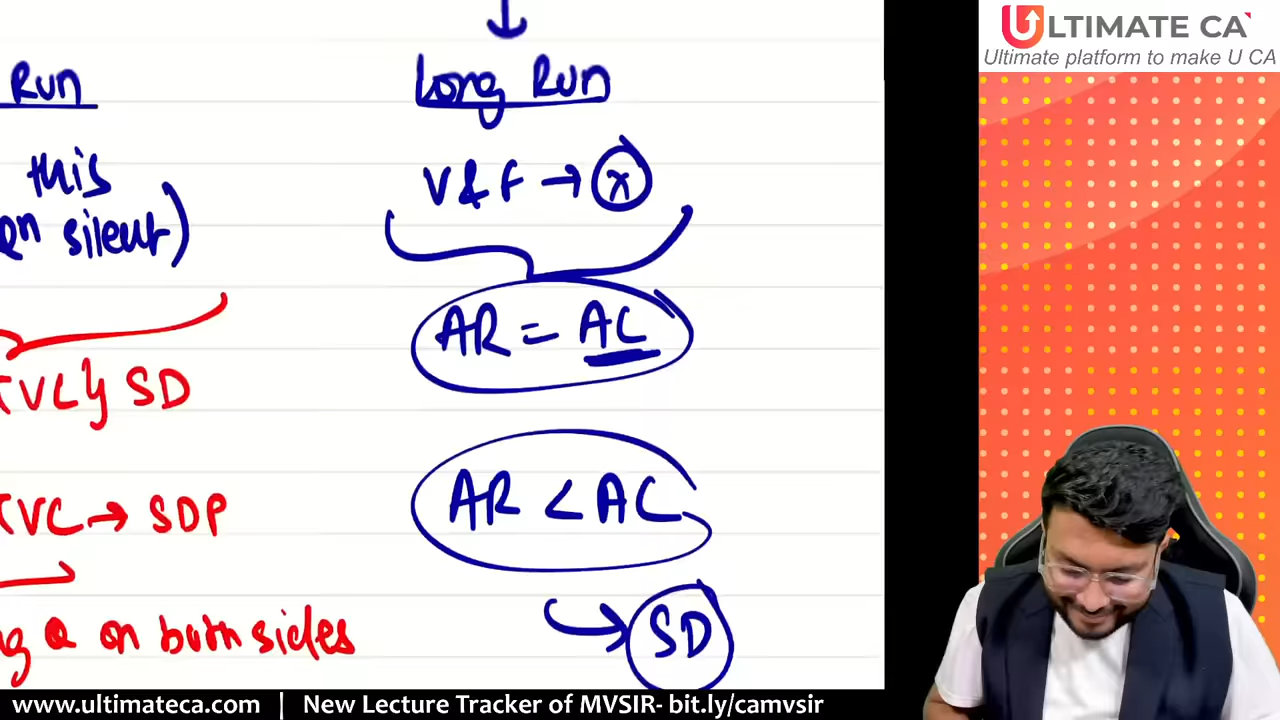 ULTIMATE CA
Ultimate platform to make U CA
Run
this
silent)
TVC } SD
TVC → SDP
on both sides
Long Run
V & F → x
AR = AC
AR < AC
SD
www.ultimateca.com | New Lecture Tracker of MVSIR- bit.ly/camvsir